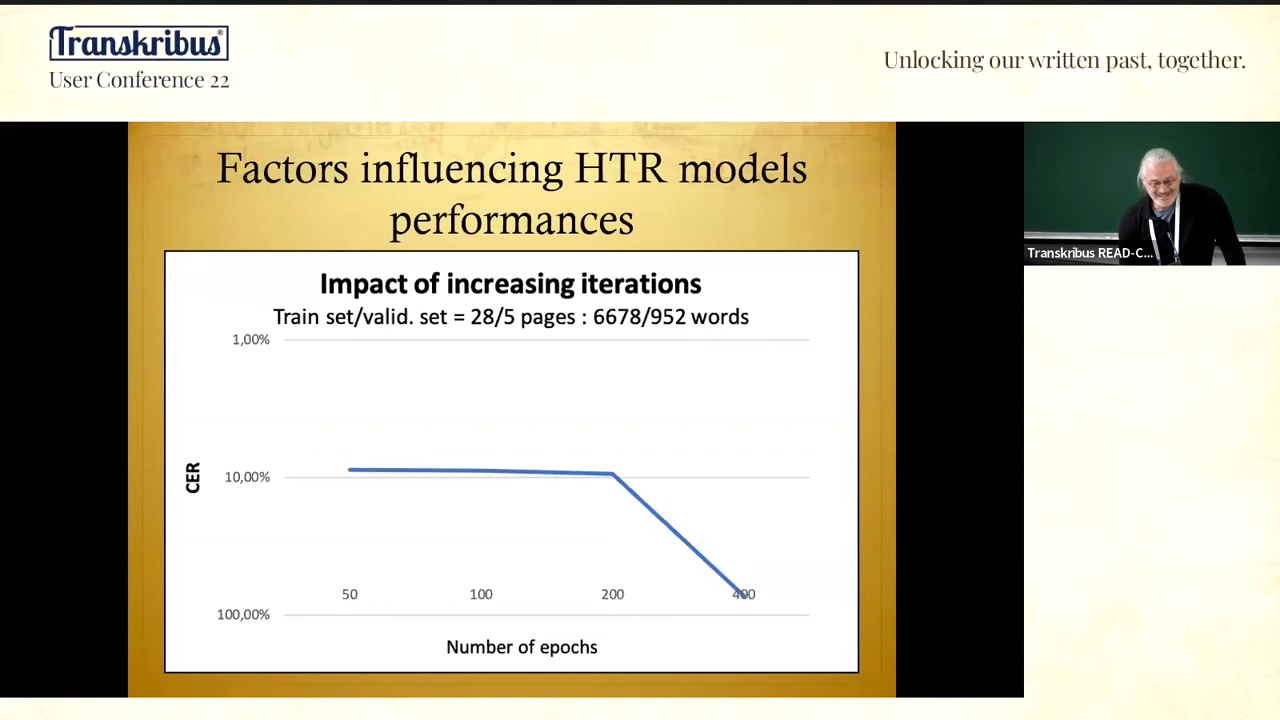 Transkribus
User Conference 22
Unlocking our written past, together.
Factors influencing HTR models
performances
Transkribus READ-C...
Impact of increasing iterations
Train set/valid. set = 28/5 pages : 6678/952 words
1,00%
10,00%
100,00%
CER
50 100 200 400
Number of epochs